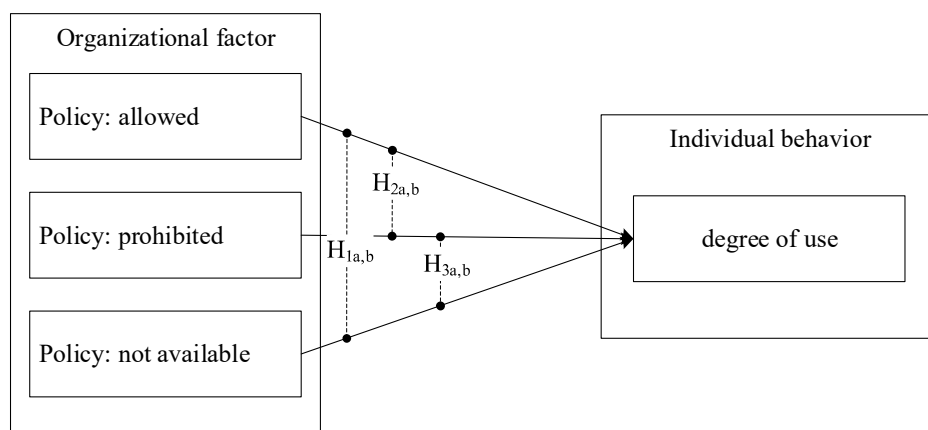 Organizational factor
Policy: allowed
Individual behavior
H2a,b
Policy: prohibited
degree of use
H1a,b
H3a,b
Policy: not available